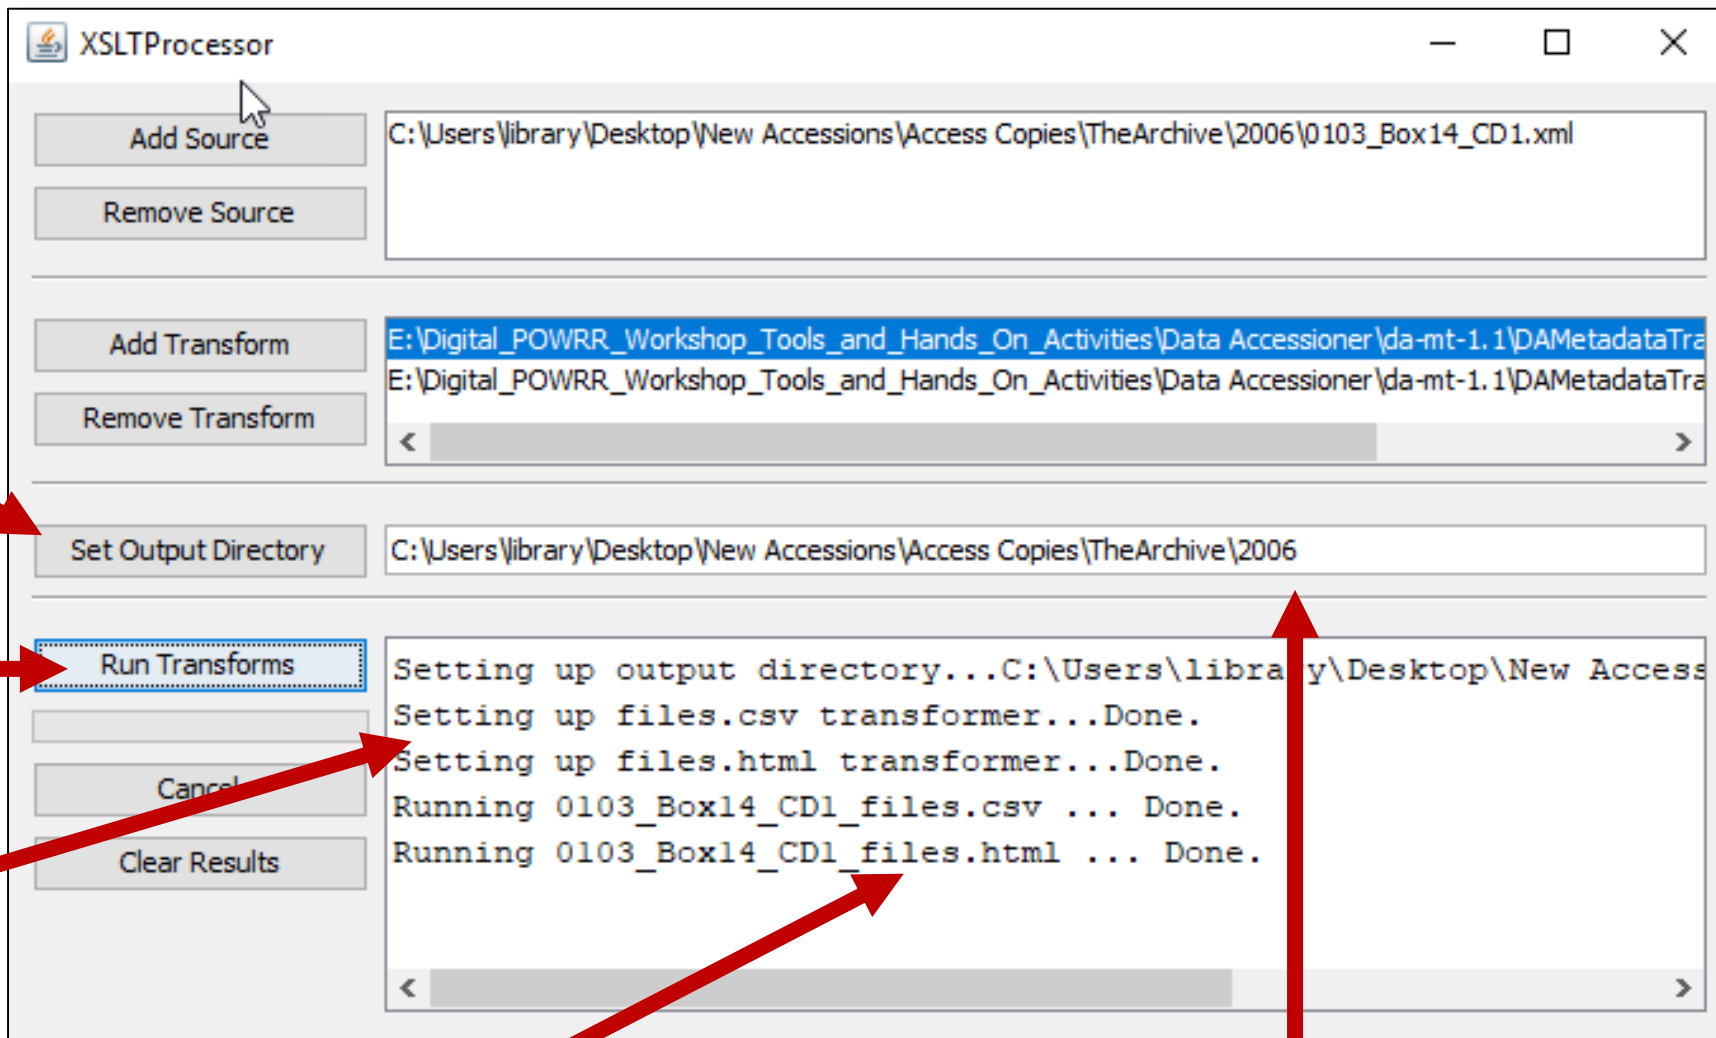 XSLTProcessor
Add Source
C:\Users\library\Desktop\New Accessions\Access Copies\TheArchive\2006\0103_Box14_CD1.xml
Remove Source
Add Transform
E:\Digital_POWRR_Workshop_Tools_and_Hands_On_Activities\Data Accessioner\da-mt-1.1\DAMetadataTra
E:\Digital_POWRR_Workshop_Tools_and_Hands_On_Activities\Data Accessioner\da-mt-1.1\DAMetadataTra
Remove Transform
Set Output Directory
C:\Users\library\Desktop\New Accessions\Access Copies\TheArchive\2006
Run Transforms
Setting up output directory...C:\Users\library\Desktop\New Access
Setting up files.csv transformer...Done.
Setting up files.html transformer...Done.
Cancel
Running 0103_Box14_CD1_files.csv ... Done.
Running 0103_Box14_CD1_files.html ... Done.
Clear Results